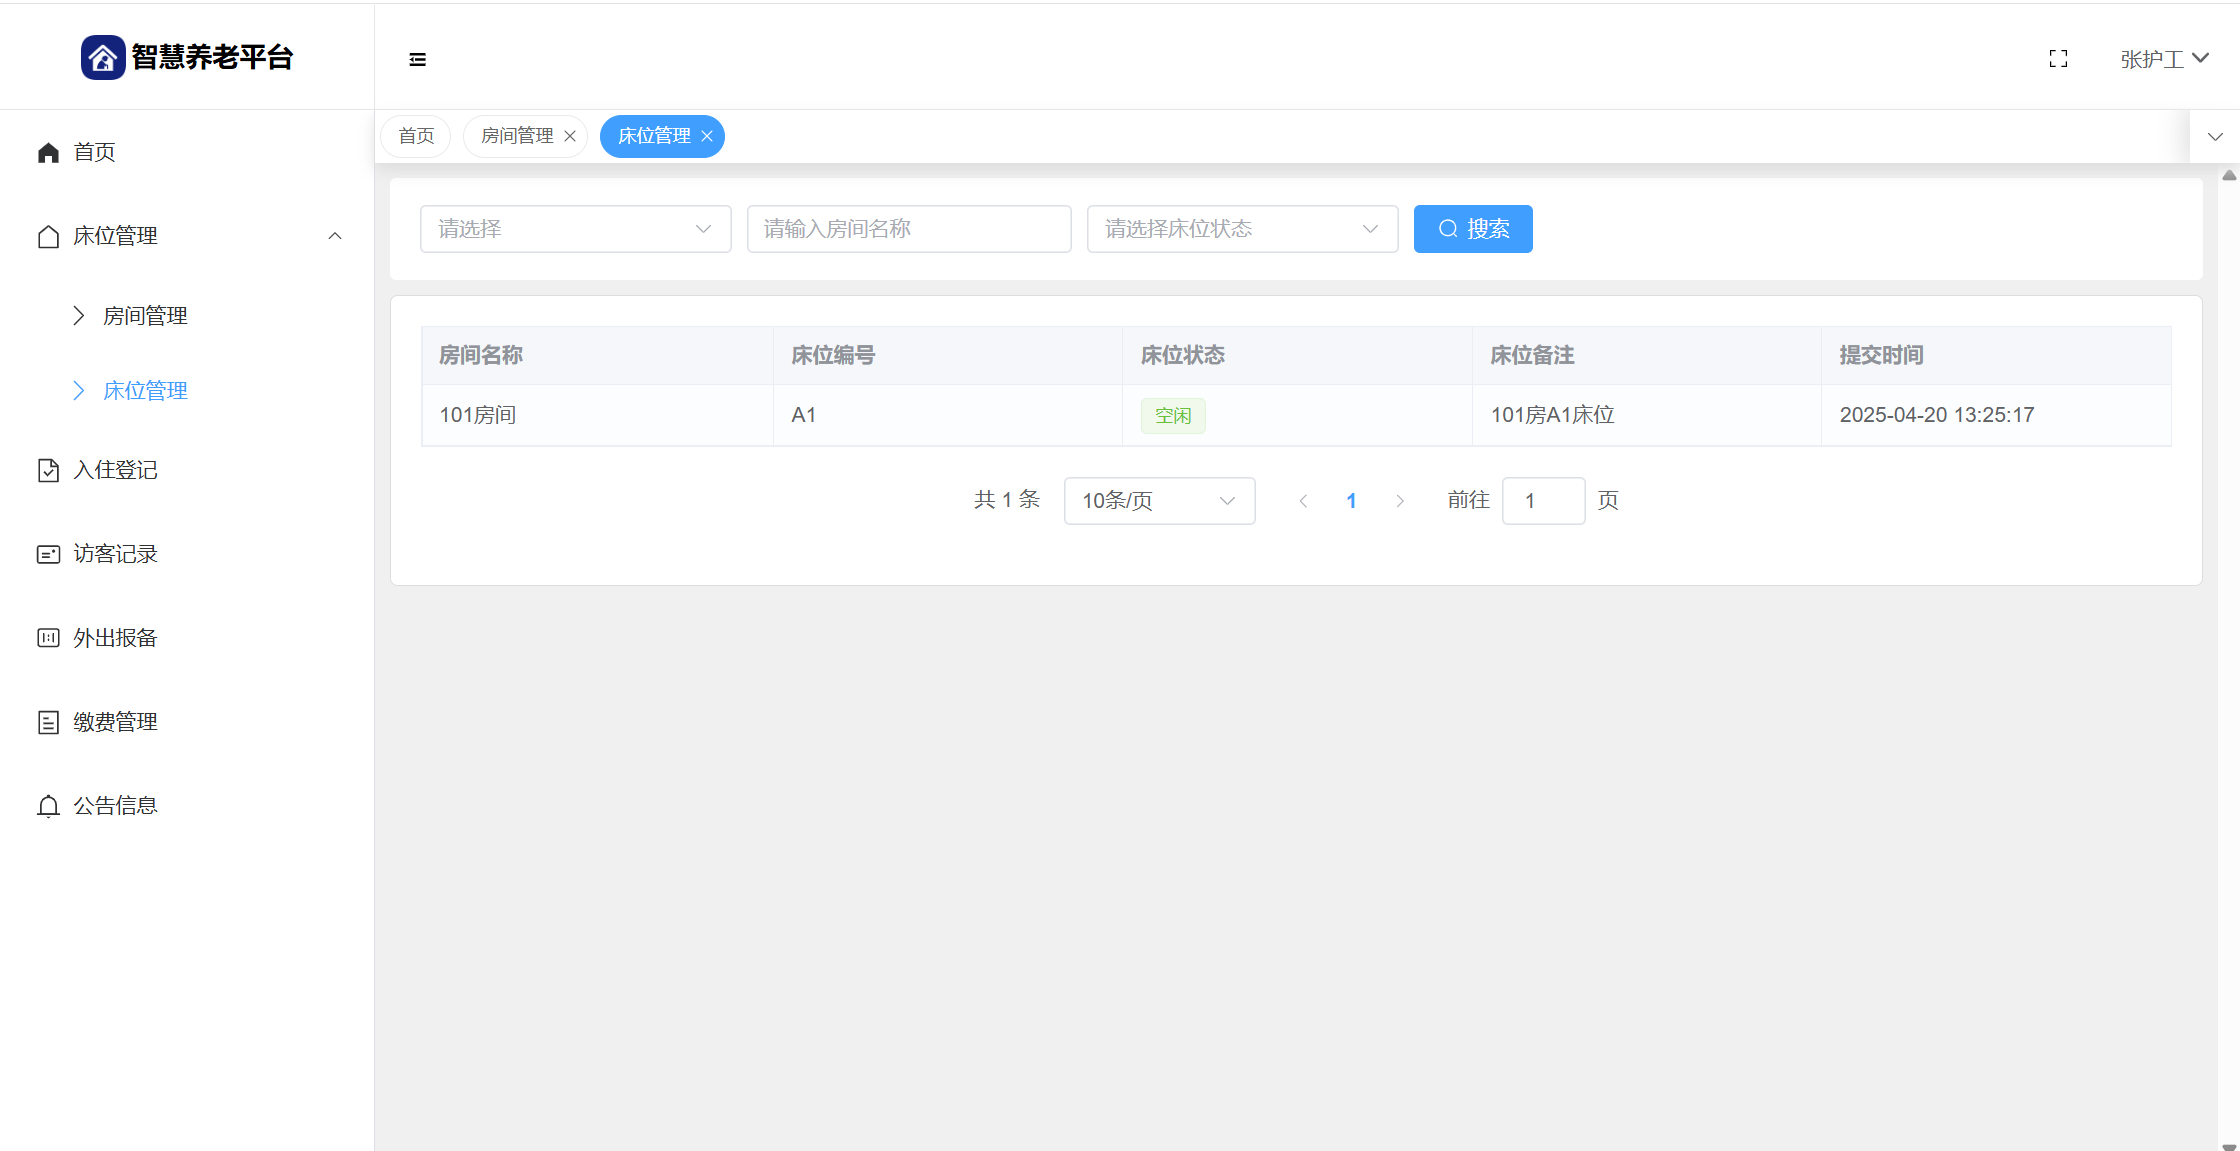 智慧养老平台
张护工
首页
房间管理
床位管理
首页
床位管理
房间管理
床位管理
入住登记
访客记录
外出报备
缴费管理
公告信息
请选择
请输入房间名称
请选择床位状态
搜索
房间名称 床位编号 床位状态 床位备注 提交时间
101房间 A1 空闲 101房A1床位 2025-04-20 13:25:17
共 1 条 10条/页 1 前往 1 页